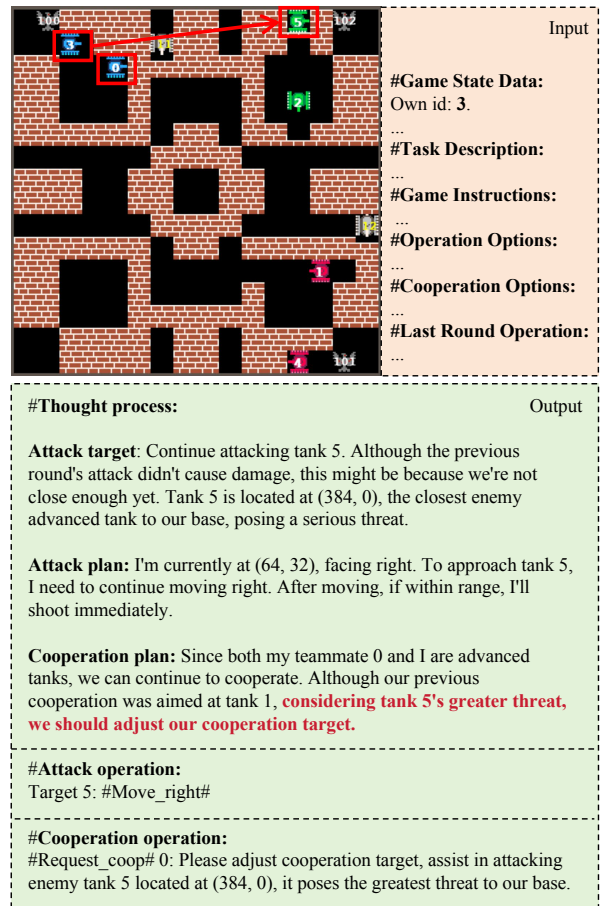 100
5
102
3
11
Input
0
#Game State Data:
Own id: 3.
2
...
#Task Description:
...
#Game Instructions:
...
12
#Operation Options:
...
1
#Cooperation Options:
...
#Last Round Operation:
...
4
101
#Thought process:
Output
Attack target: Continue attacking tank 5. Although the previous
round's attack didn't cause damage, this might be because we're not
close enough yet. Tank 5 is located at (384, 0), the closest enemy
advanced tank to our base, posing a serious threat.
Attack plan: I'm currently at (64, 32), facing right. To approach tank 5,
I need to continue moving right. After moving, if within range, I'll
shoot immediately.
Cooperation plan: Since both my teammate 0 and I are advanced
tanks, we can continue to cooperate. Although our previous
cooperation was aimed at tank 1, considering tank 5's greater threat,
we should adjust our cooperation target.
#Attack operation:
Target 5: #Move_right#
#Cooperation operation:
#Request_coop# 0: Please adjust cooperation target, assist in attacking
enemy tank 5 located at (384, 0), it poses the greatest threat to our base.